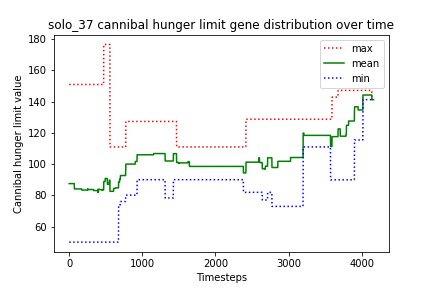 solo_37 cannibal hunger limit gene distribution over time
180
160
140
120
100
80
60
Cannibal hunger limit value
max
mean
min
0
1000
2000
3000
4000
Timesteps